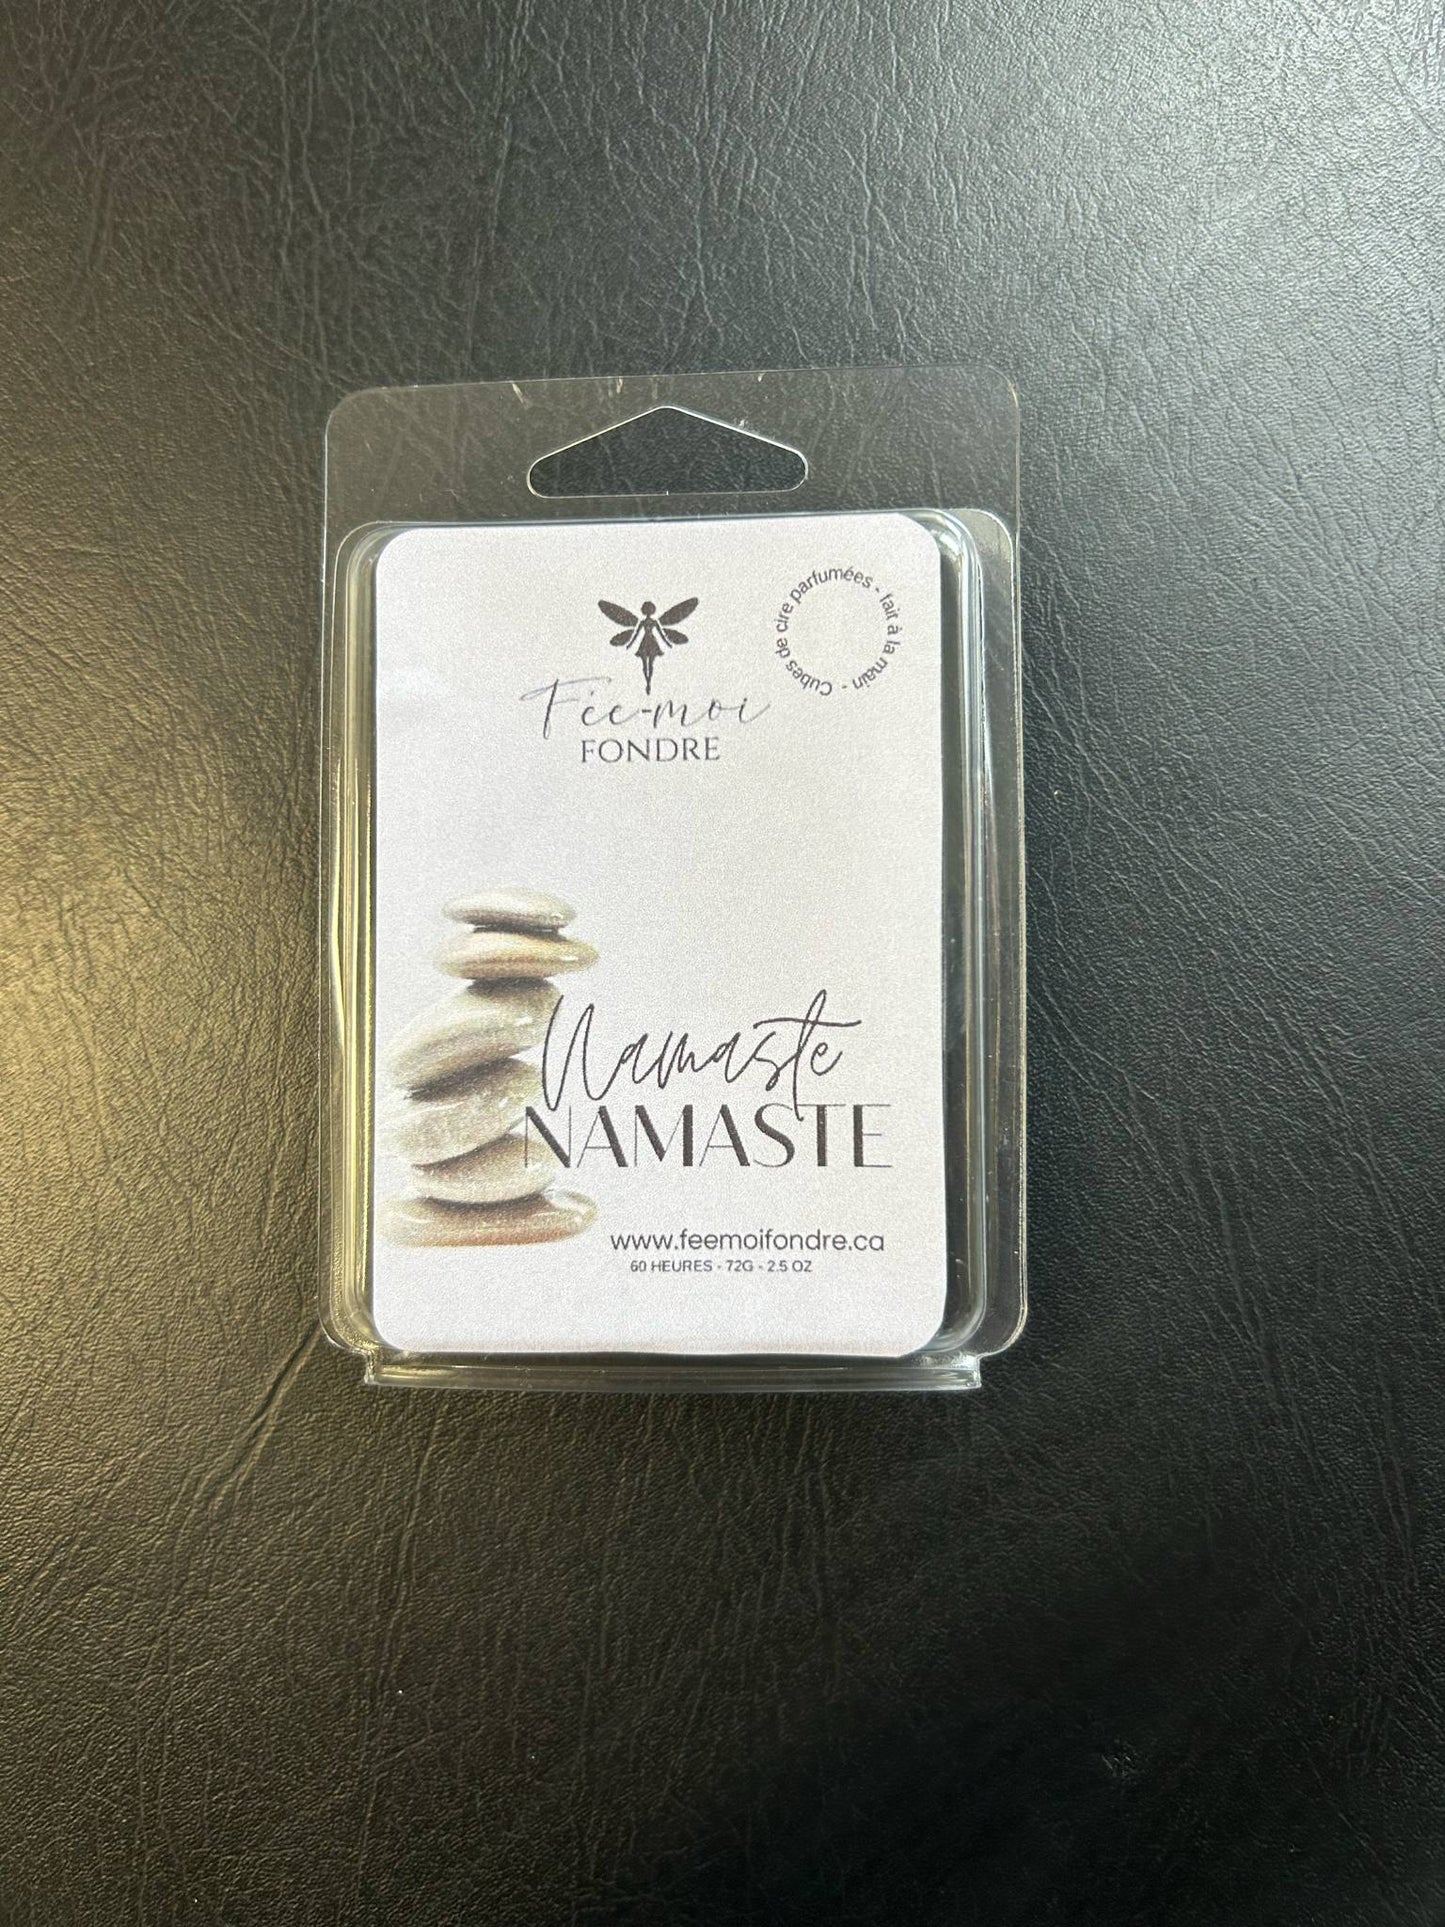 Cubes de cire parfumées - fait à la main -
Fée-moi
FONDRE
Namaste
NAMASTE
www.feemoifondre.ca
60 HEURES - 72G - 2.5 OZ